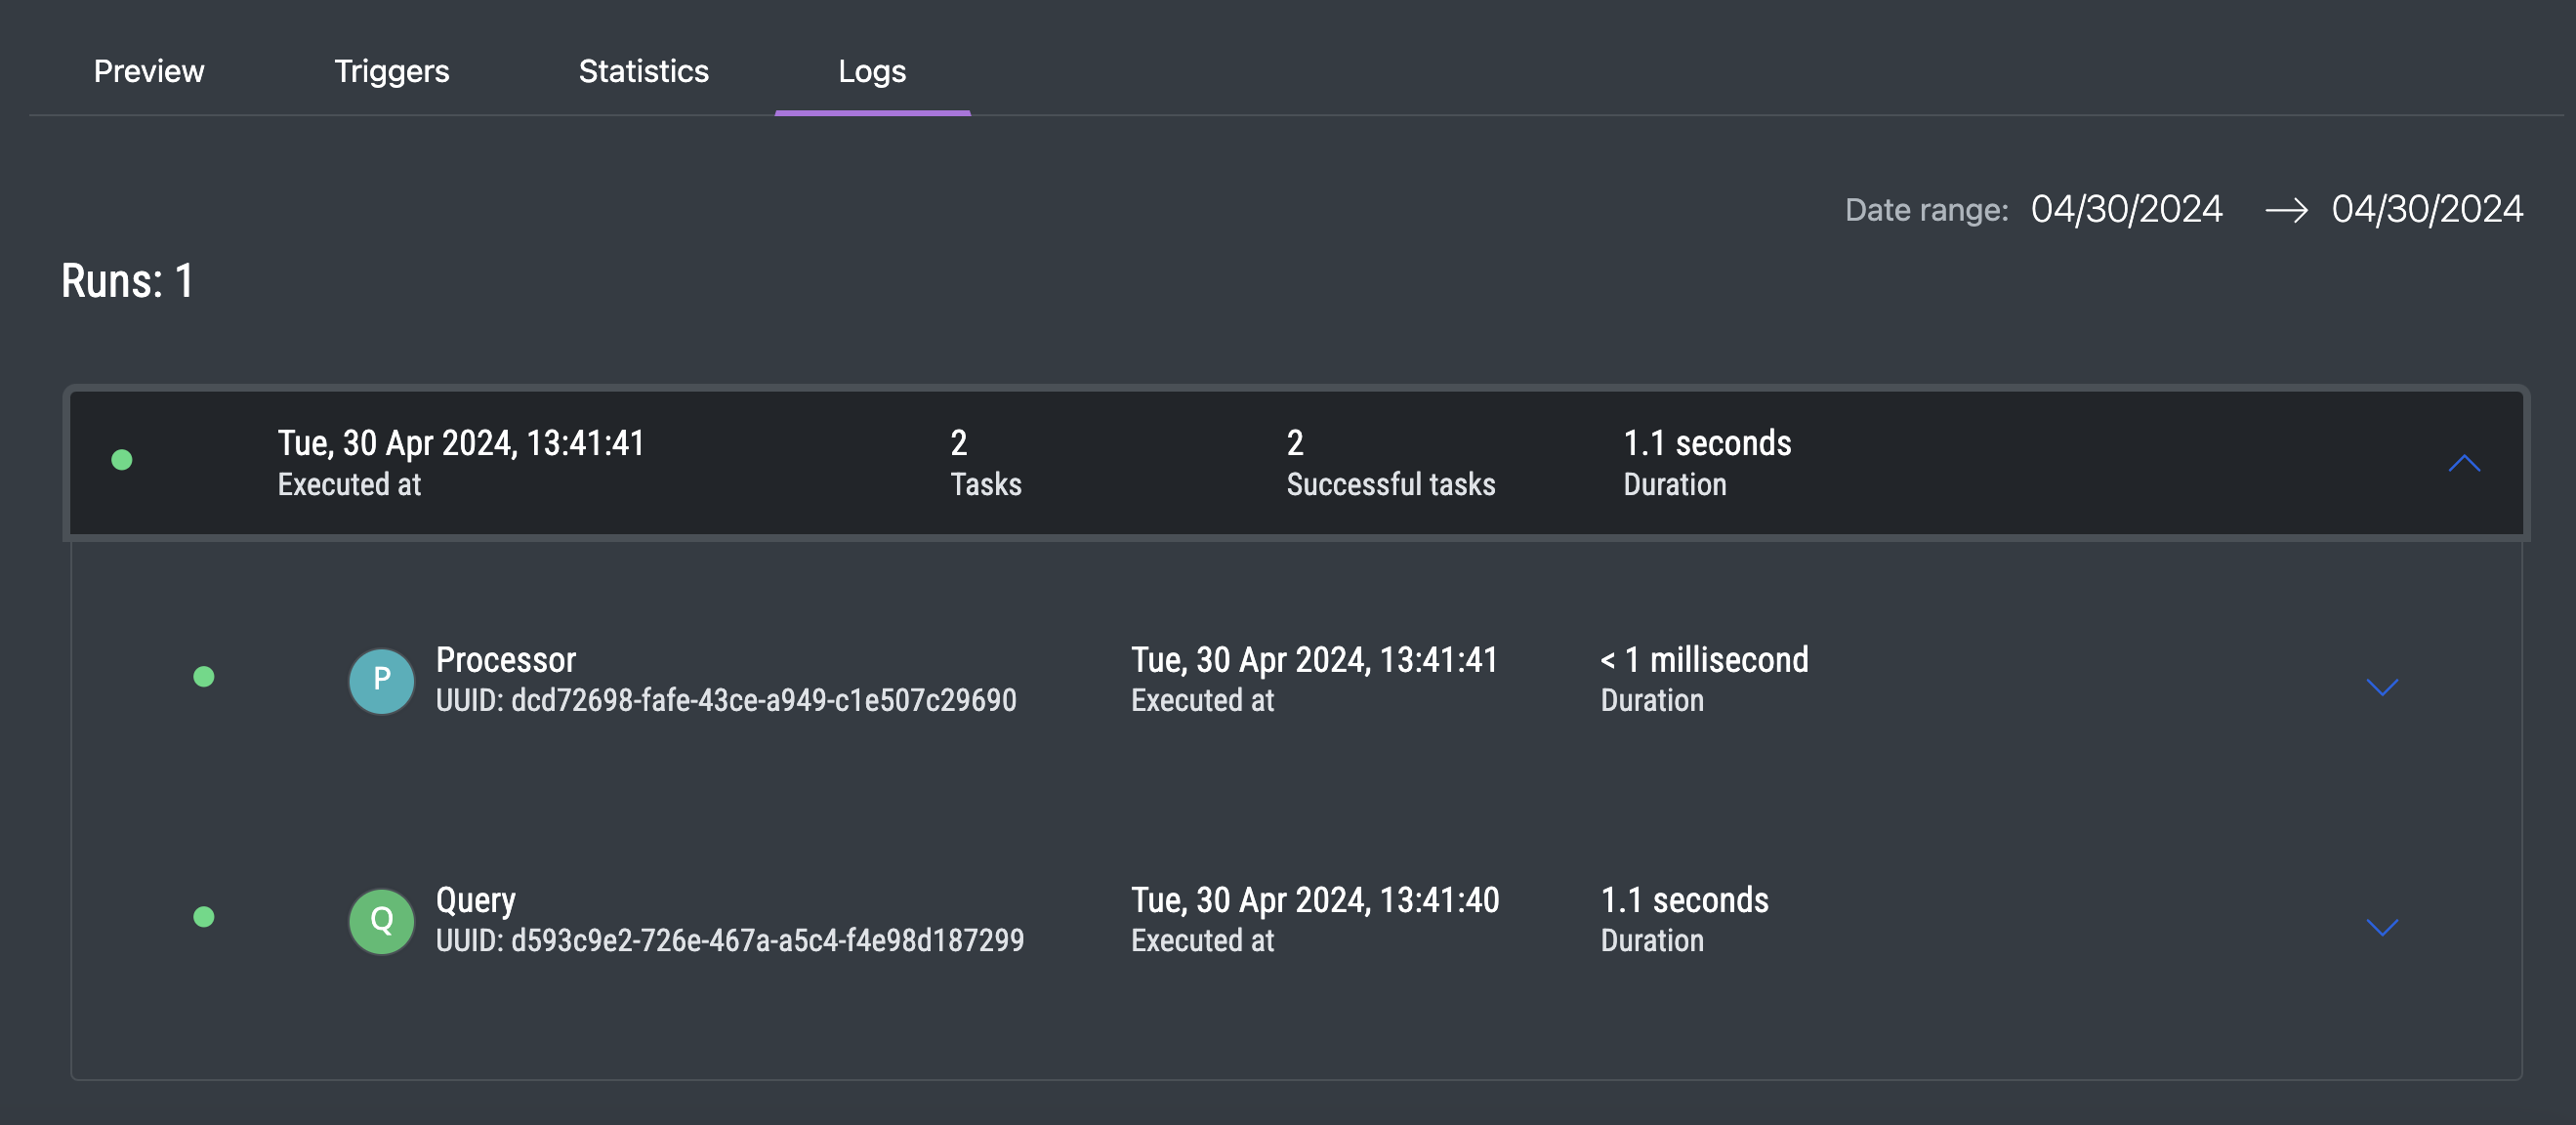 Preview Triggers Statistics Logs
Date range: 04/30/2024 → 04/30/2024
Runs: 1
Tue, 30 Apr 2024, 13:41:41 2 2 1.1 seconds
Executed at Tasks Successful tasks Duration
P Processor Tue, 30 Apr 2024, 13:41:41 < 1 millisecond
UUID: dcd72698-fafe-43ce-a949-c1e507c29690 Executed at Duration
Q Query Tue, 30 Apr 2024, 13:41:40 1.1 seconds
UUID: d593c9e2-726e-467a-a5c4-f4e98d187299 Executed at Duration